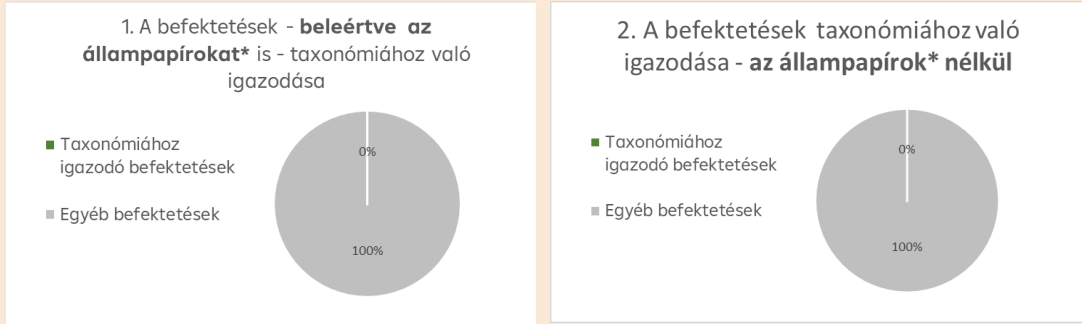 1. A befektetések - beleértve az
állampapírokat* is - taxonómiához való
igazodása
Taxonómiához
igazodó befektetések
Egyéb befektetések
0%
100%
2. A befektetések taxonómiához való
igazodása - az állampapírok* nélkül
Taxonómiához
igazodó befektetések
Egyéb befektetések
0%
100%